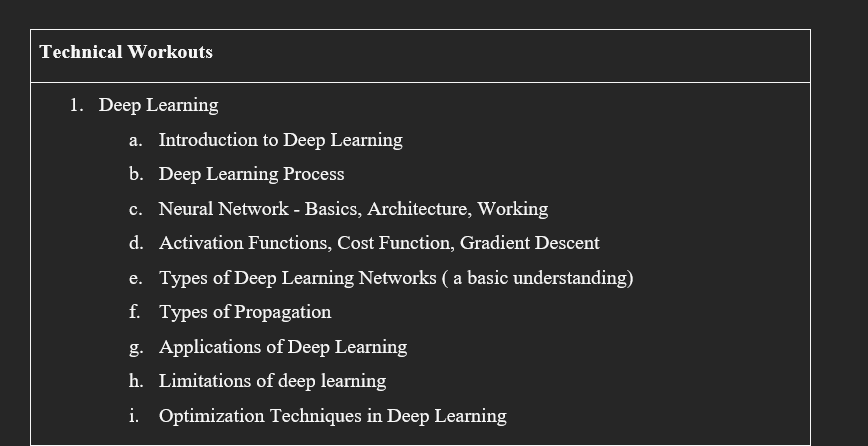 Technical Workouts
1. Deep Learning
a. Introduction to Deep Learning
b. Deep Learning Process
c. Neural Network - Basics, Architecture, Working
d. Activation Functions, Cost Function, Gradient Descent
e. Types of Deep Learning Networks ( a basic understanding)
f. Types of Propagation
g. Applications of Deep Learning
h. Limitations of deep learning
i. Optimization Techniques in Deep Learning